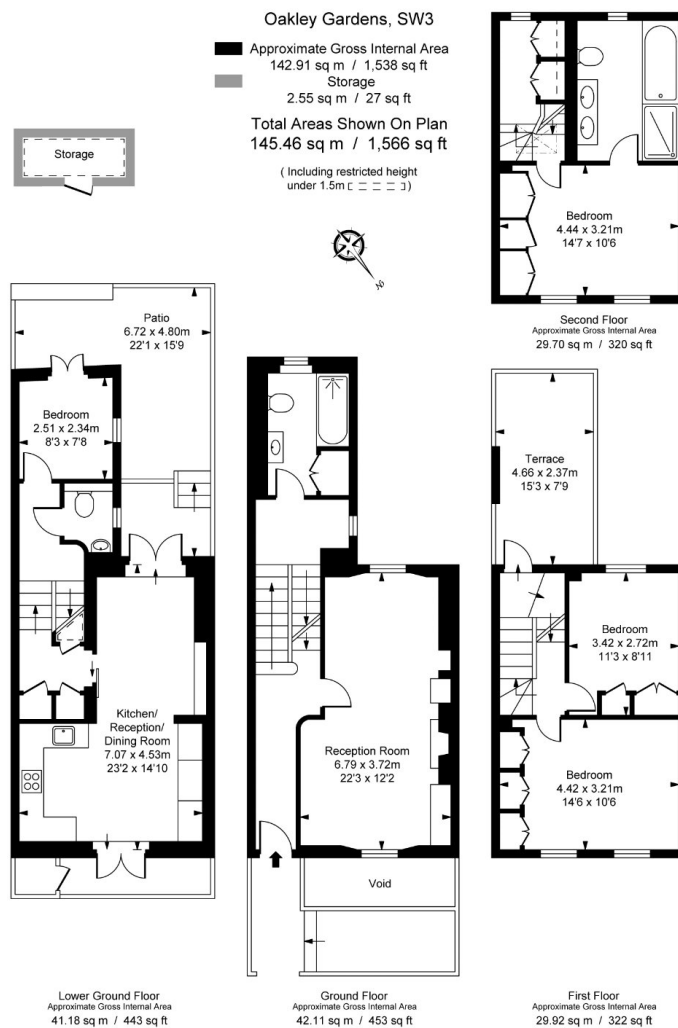 Oakley Gardens, SW3
Approximate Gross Internal Area
142.91 sq m / 1,538 sq ft
Storage
2.55 sq m / 27 sq ft
Total Areas Shown On Plan
145.46 sq m / 1,566 sq ft
( Including restricted height
under 1.5m )
Storage
N
Bedroom
4.44 x 3.21m
14'7 x 10'6
Second Floor
Approximate Gross Internal Area
29.70 sq m / 320 sq ft
Patio
6.72 x 4.80m
22'1 x 15'9
Bedroom
2.51 x 2.34m
8'3 x 7'8
Kitchen/
Reception/
Dining Room
7.07 x 4.53m
23'2 x 14'10
Lower Ground Floor
Approximate Gross Internal Area
41.18 sq m / 443 sq ft
Reception Room
6.79 x 3.72m
22'3 x 12'2
Void
Ground Floor
Approximate Gross Internal Area
42.11 sq m / 453 sq ft
Terrace
4.66 x 2.37m
15'3 x 7'9
Bedroom
3.42 x 2.72m
11'3 x 8'11
Bedroom
4.42 x 3.21m
14'6 x 10'6
First Floor
Approximate Gross Internal Area
29.92 sq m / 322 sq ft